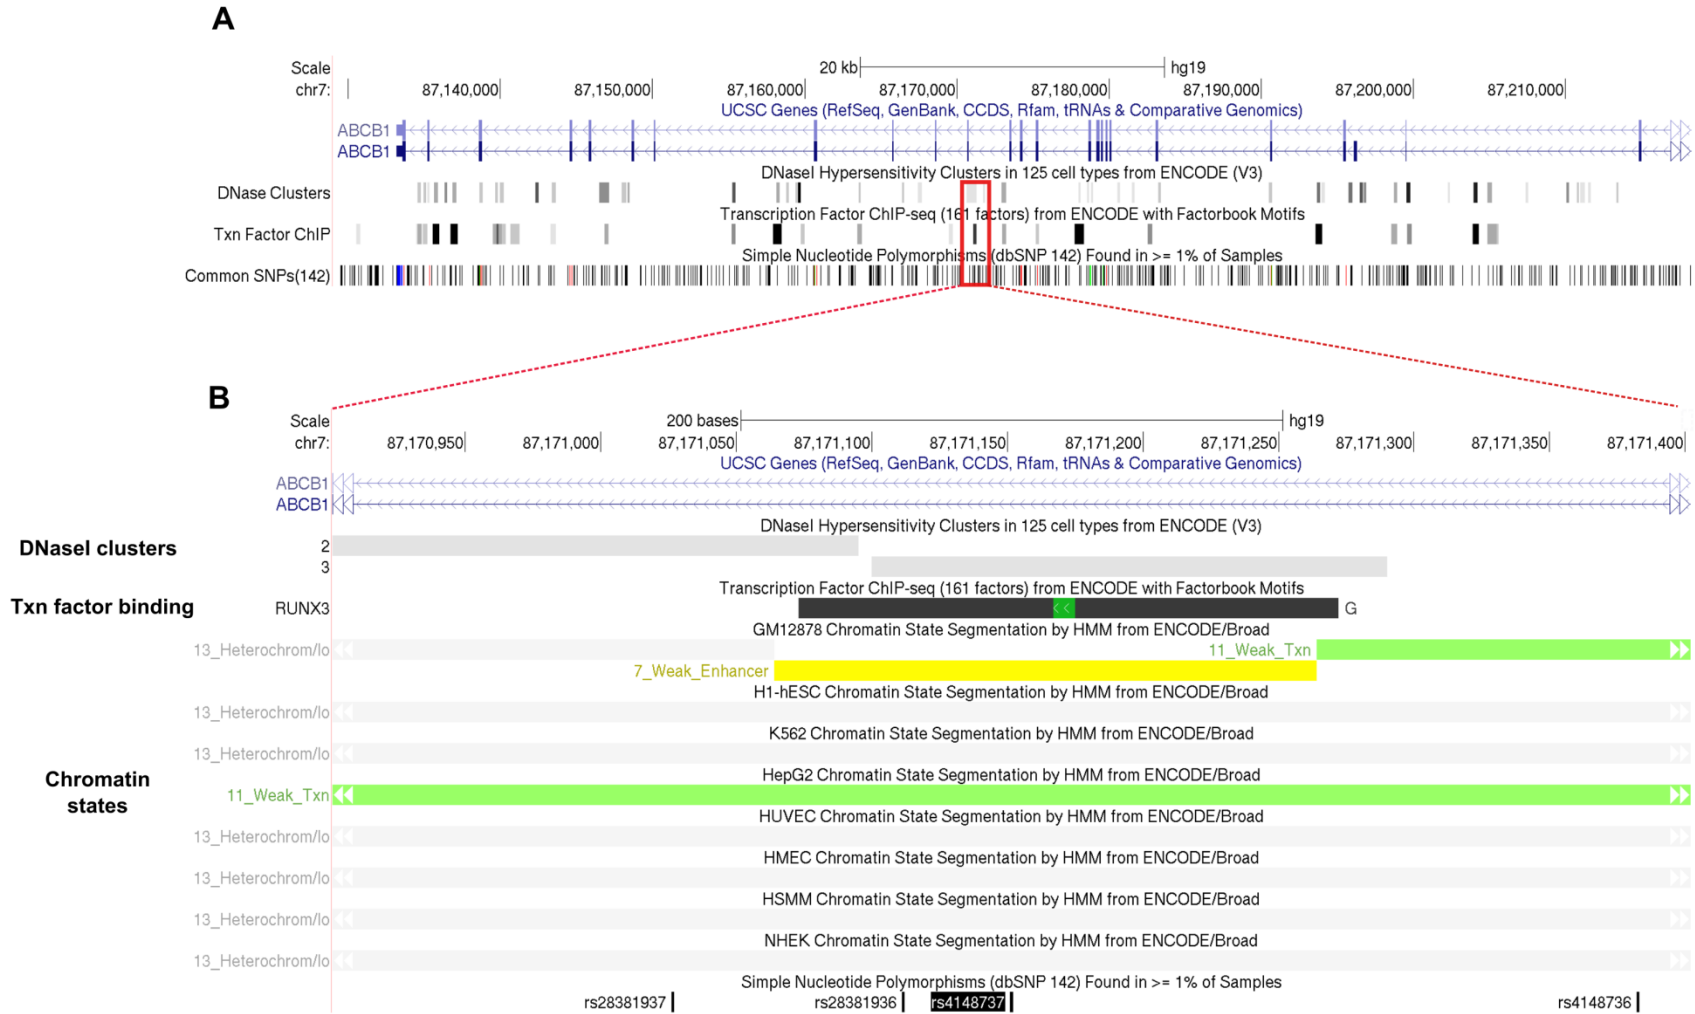 A
Scale 20 kb hg19
chr7: 87,140,000 87,150,000 87,160,000 87,170,000 87,180,000 87,190,000 87,200,000 87,210,000
UCSC Genes (RefSeq, GenBank, CCDS, Rfam, tRNAs & Comparative Genomics)
ABCB1
ABCB1
DNaseI Hypersensitivity Clusters in 125 cell types from ENCODE (V3)
DNase Clusters
Transcription Factor ChIP-seq (161 factors) from ENCODE with Factorbook Motifs
Txn Factor ChIP
Simple Nucleotide Polymorphisms (dbSNP 142) Found in >= 1% of Samples
Common SNPs(142)
B
Scale 200 bases hg19
chr7: 87,170,950 87,171,000 87,171,050 87,171,100 87,171,150 87,171,200 87,171,250 87,171,300 87,171,350 87,171,400
UCSC Genes (RefSeq, GenBank, CCDS, Rfam, tRNAs & Comparative Genomics)
ABCB1
ABCB1
DNaseI Hypersensitivity Clusters in 125 cell types from ENCODE (V3)
DNaseI clusters 2
3
Transcription Factor ChIP-seq (161 factors) from ENCODE with Factorbook Motifs
Txn factor binding RUNX3 G
GM12878 Chromatin State Segmentation by HMM from ENCODE/Broad
13_Heterochrom/lo 11_Weak_Txn
7_Weak_Enhancer
H1-hESC Chromatin State Segmentation by HMM from ENCODE/Broad
13_Heterochrom/lo
K562 Chromatin State Segmentation by HMM from ENCODE/Broad
13_Heterochrom/lo
HepG2 Chromatin State Segmentation by HMM from ENCODE/Broad
Chromatin
states
11_Weak_Txn
HUVEC Chromatin State Segmentation by HMM from ENCODE/Broad
13_Heterochrom/lo
HMEC Chromatin State Segmentation by HMM from ENCODE/Broad
13_Heterochrom/lo
HSMM Chromatin State Segmentation by HMM from ENCODE/Broad
13_Heterochrom/lo
NHEK Chromatin State Segmentation by HMM from ENCODE/Broad
13_Heterochrom/lo
Simple Nucleotide Polymorphisms (dbSNP 142) Found in >= 1% of Samples
rs28381937 rs28381936 rs4148737 rs4148736